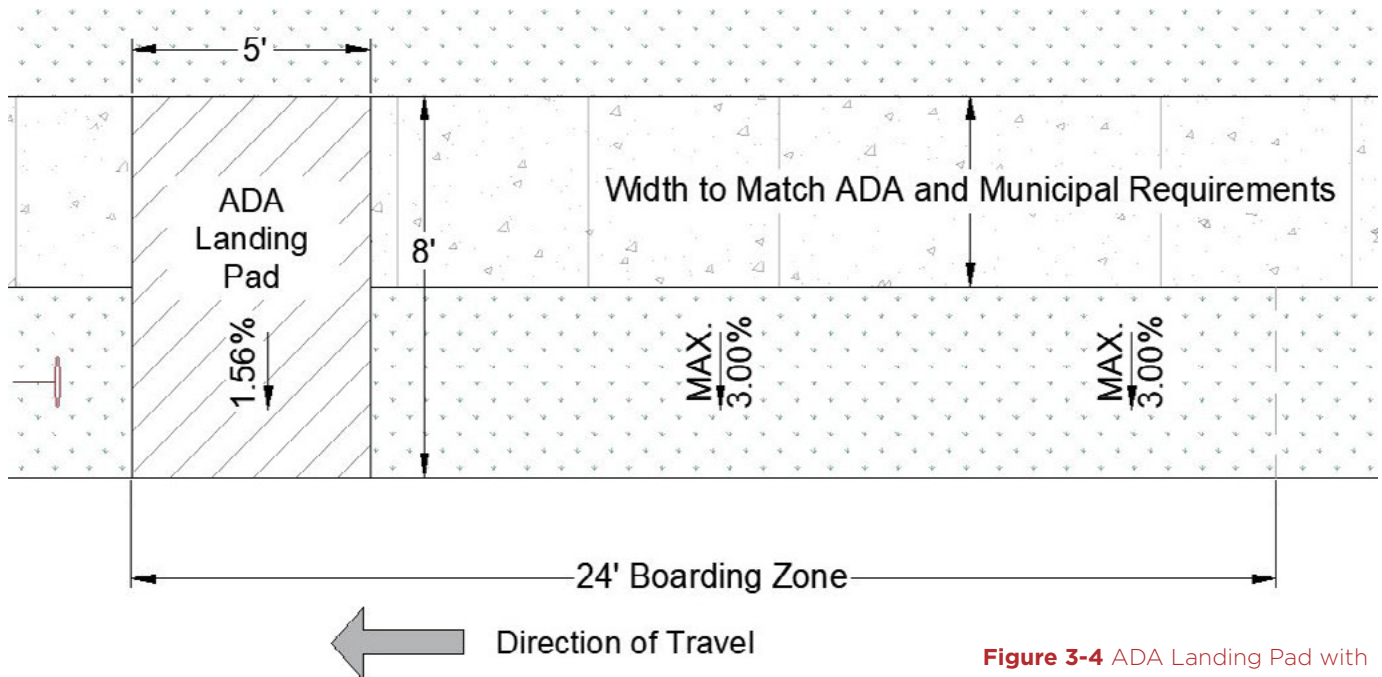 5'
ADA
Landing
Pad
8'
Width to Match ADA and Municipal Requirements
1.56%
MAX.
3.00%
MAX.
3.00%
24' Boarding Zone
Direction of Travel
Figure 3-4 ADA Landing Pad with